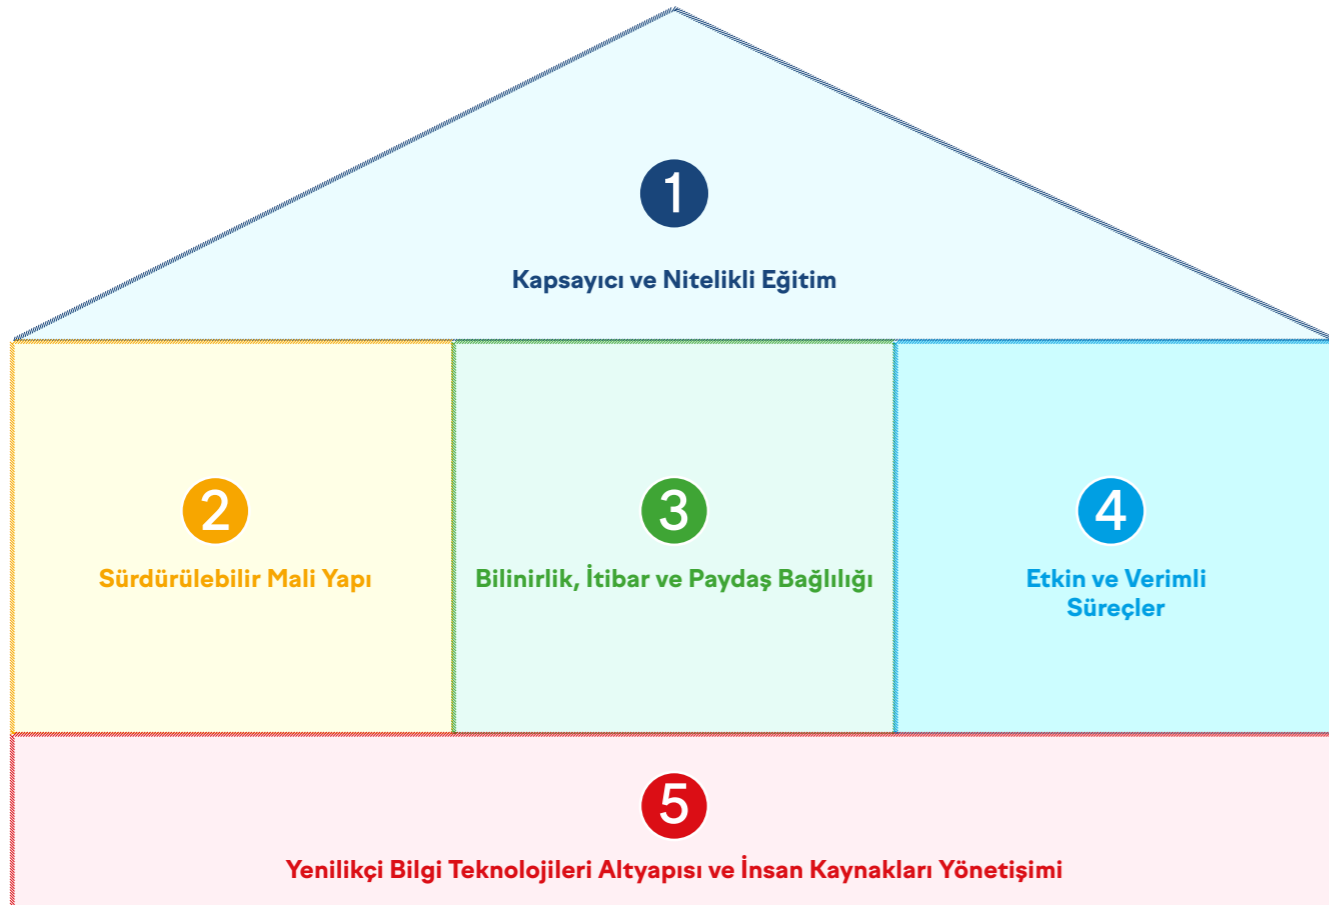 1
Kapsayıcı ve Nitelikli Eğitim
2
Sürdürülebilir Mali Yapı
3
Bilinirlik, İtibar ve Paydaş Bağlılığı
4
Etkin ve Verimli
Süreçler
5
Yenilikçi Bilgi Teknolojileri Altyapısı ve İnsan Kaynakları Yönetişimi